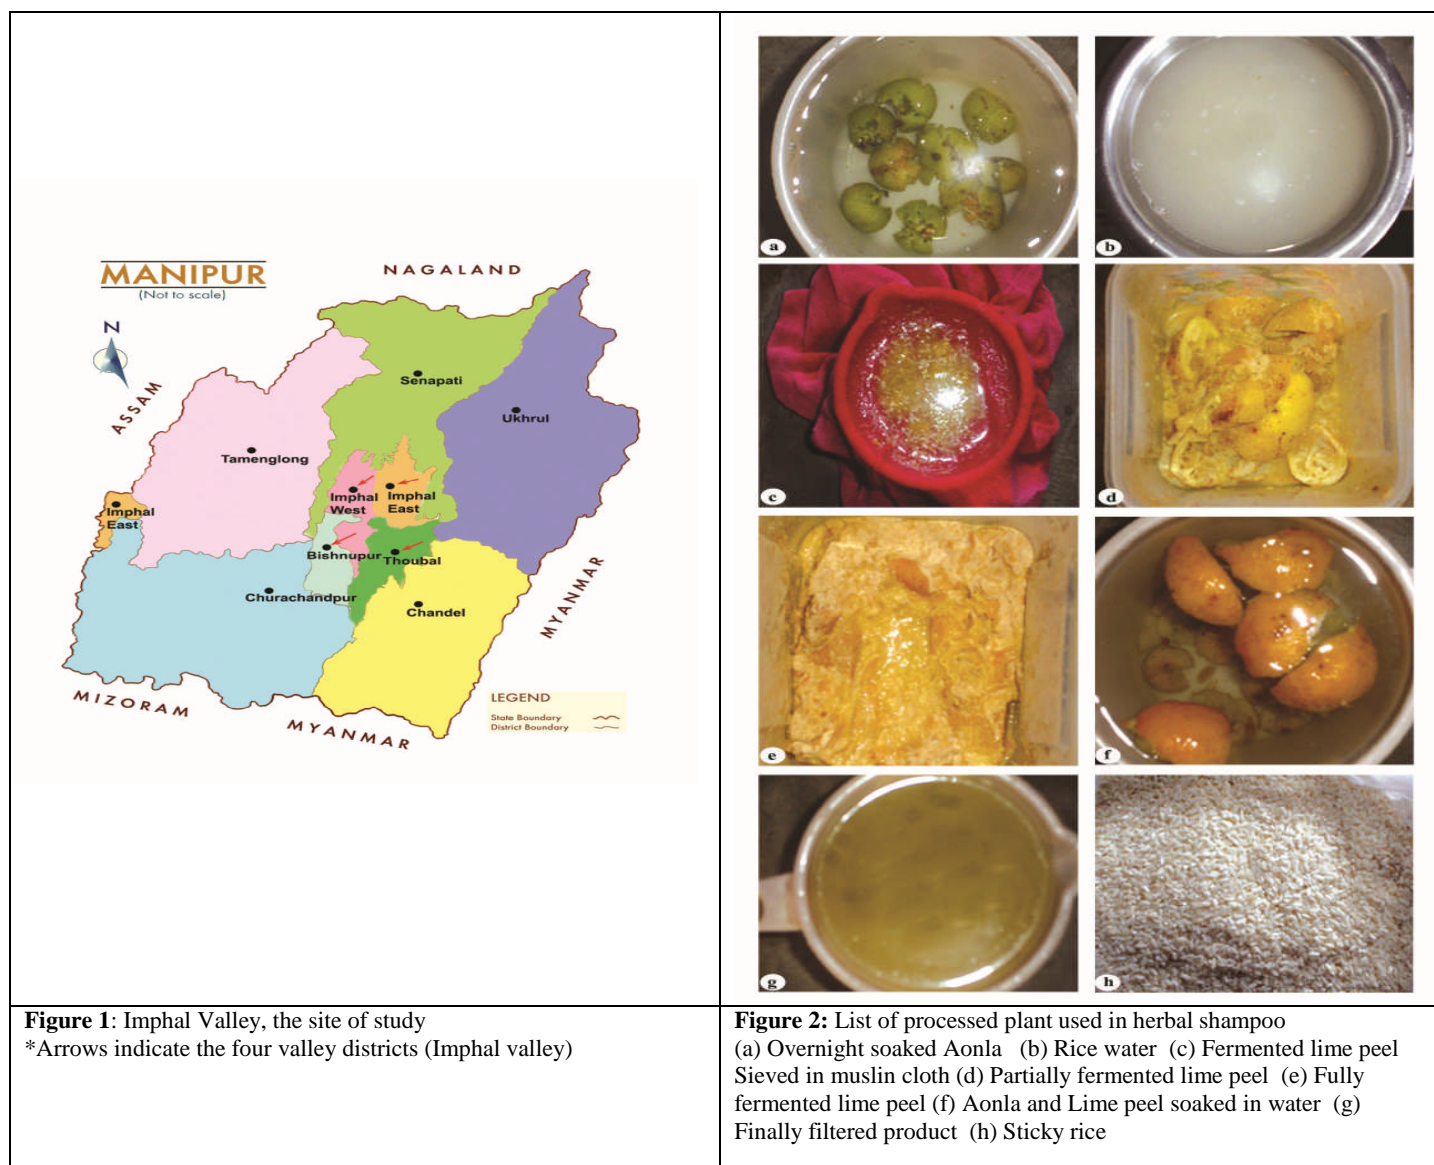 MANIPUR
(Not to scale)
N
NAGALAND
ASSAM
Senapati
Ukhrul
Tamenglong
Imphal
West
Imphal
East
Imphal
East
Bishnupur
Thoubal
Churachandpur
Chandel
MYANMAR
MIZORAM
MYANMAR
LEGEND
State Boundary
District Boundary
a
b
c
d
e
f
g
h
Figure 1: Imphal Valley, the site of study
*Arrows indicate the four valley districts (Imphal valley)
Figure 2: List of processed plant used in herbal shampoo
(a) Overnight soaked Aonla (b) Rice water (c) Fermented lime peel
Sieved in muslin cloth (d) Partially fermented lime peel (e) Fully
fermented lime peel (f) Aonla and Lime peel soaked in water (g)
Finally filtered product (h) Sticky rice